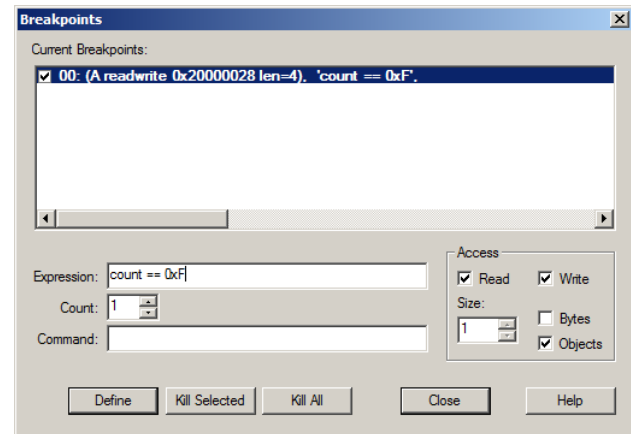 Breakpoints
Current Breakpoints:
00: (A readwrite 0x20000028 len=4), 'count == 0xF',
Access
Expression: count == 0xF
Read Write
Count: 1
Size:
1
Bytes
Command:
Objects
Define Kill Selected Kill All Close Help